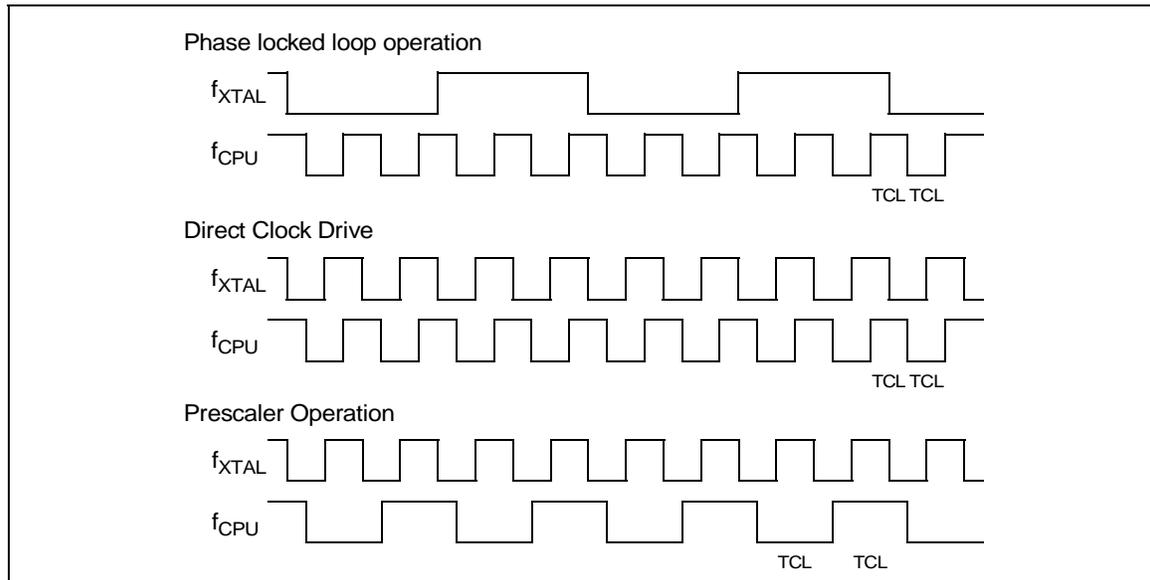 Phase locked loop operation
fXTAL
fCPU
TCL TCL
Direct Clock Drive
fXTAL
fCPU
TCL TCL
Prescaler Operation
fXTAL
fCPU
TCL TCL